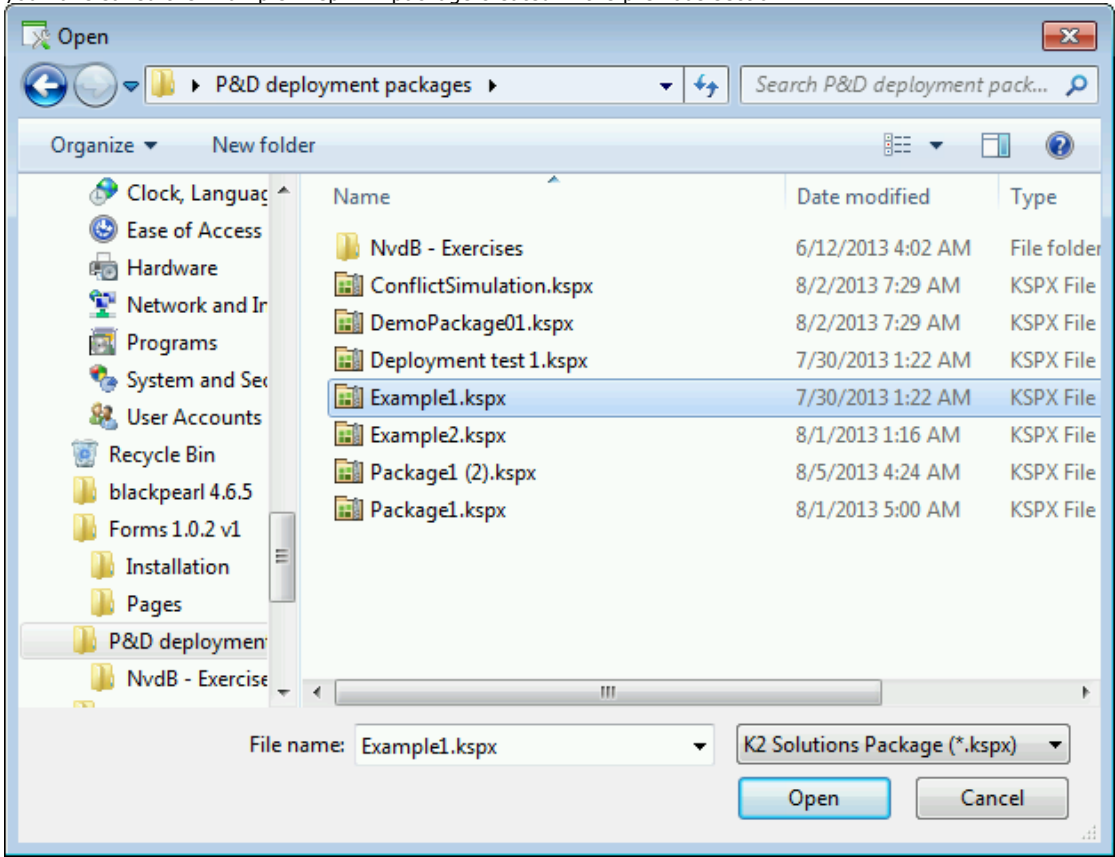 Open
P&D deployment packages
Search P&D deployment pack...
Organize
New folder
Name
Date modified
Type
Clock, Languag
Ease of Access
Hardware
Network and In
Programs
System and Sec
User Accounts
Recycle Bin
blackpearl 4.6.5
Forms 1.0.2 v1
Installation
Pages
P&D deployment
NvdB - Exercise
NvdB - Exercises 6/12/2013 4:02 AM File folder
ConflictSimulation.kspx 8/2/2013 7:29 AM KSPX File
DemoPackage01.kspx 8/2/2013 7:29 AM KSPX File
Deployment test 1.kspx 7/30/2013 1:22 AM KSPX File
Example1.kspx 7/30/2013 1:22 AM KSPX File
Example2.kspx 8/1/2013 1:16 AM KSPX File
Package1 (2).kspx 8/5/2013 4:24 AM KSPX File
Package1.kspx 8/1/2013 5:00 AM KSPX File
File name: Example1.kspx
K2 Solutions Package (*.kspx)
Open
Cancel